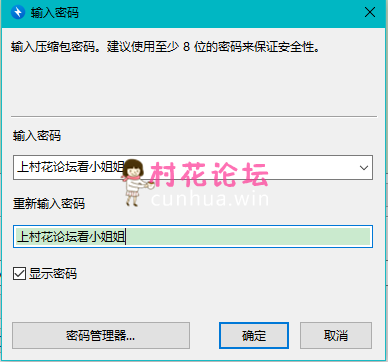 输入密码
输入压缩包密码。建议使用至少 8 位的密码来保证安全性。
输入密码
上村花论坛看小姐姐
村花论坛
cunhua.win
重新输入密码
上村花论坛看小姐姐
显示密码
密码管理器...
确定
取消